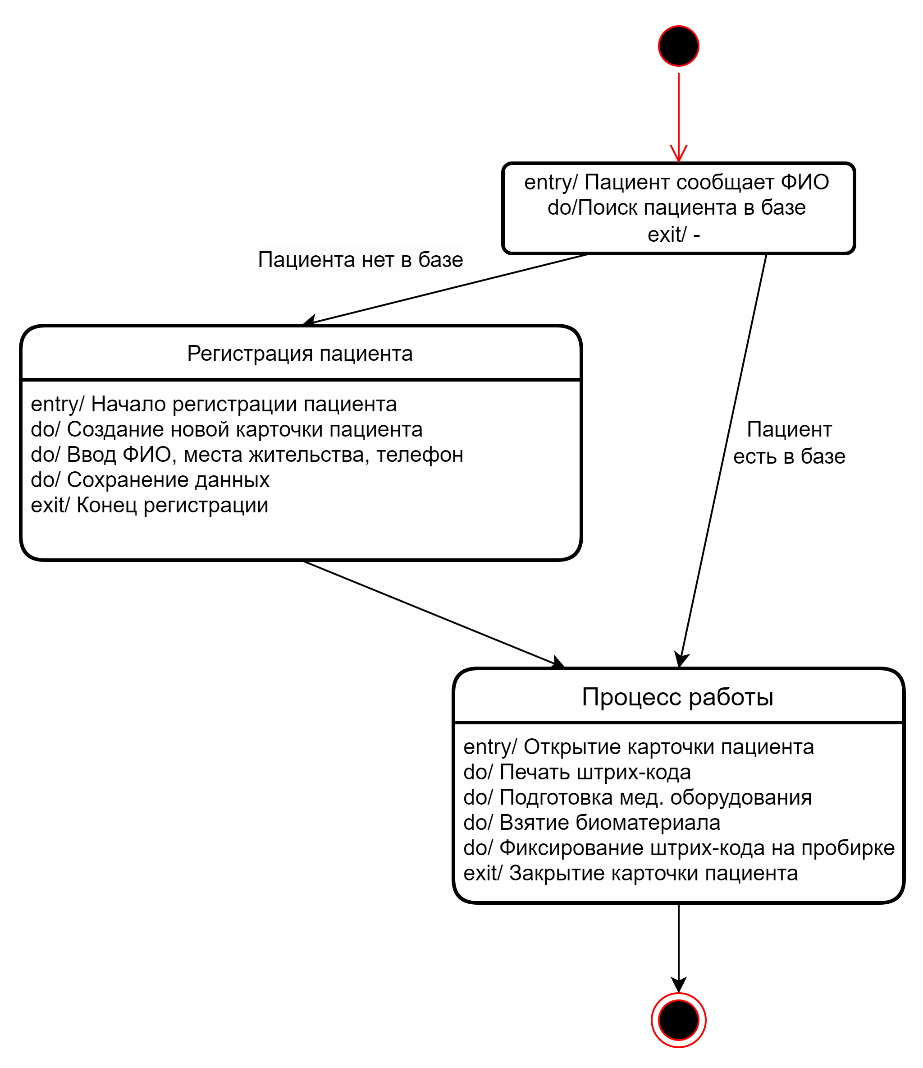 entry/ Пациент сообщает ФИО
do/Поиск пациента в базе
exit/ -
Пациента нет в базе
Регистрация пациента
entry/ Начало регистрации пациента
do/ Создание новой карточки пациента
do/ Ввод ФИО, места жительства, телефон
do/ Сохранение данных
exit/ Конец регистрации
Пациент
есть в базе
Процесс работы
entry/ Открытие карточки пациента
do/ Печать штрих-кода
do/ Подготовка мед. оборудования
do/ Взятие биоматериала
do/ Фиксирование штрих-кода на пробирке
exit/ Закрытие карточки пациента